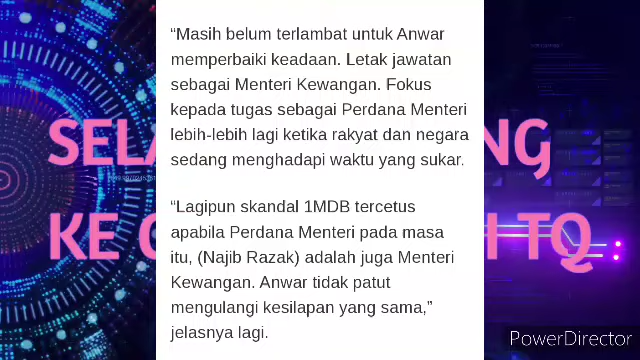 “Masih belum terlambat untuk Anwar
memperbaiki keadaan. Letak jawatan
sebagai Menteri Kewangan. Fokus
kepada tugas sebagai Perdana Menteri
lebih-lebih lagi ketika rakyat dan negara
sedang menghadapi waktu yang sukar.
“Lagipun skandal 1MDB tercetus
apabila Perdana Menteri pada masa
itu, (Najib Razak) adalah juga Menteri
Kewangan. Anwar tidak patut
mengulangi kesilapan yang sama,”
jelasnya lagi.
KE
TQ
PowerDirector